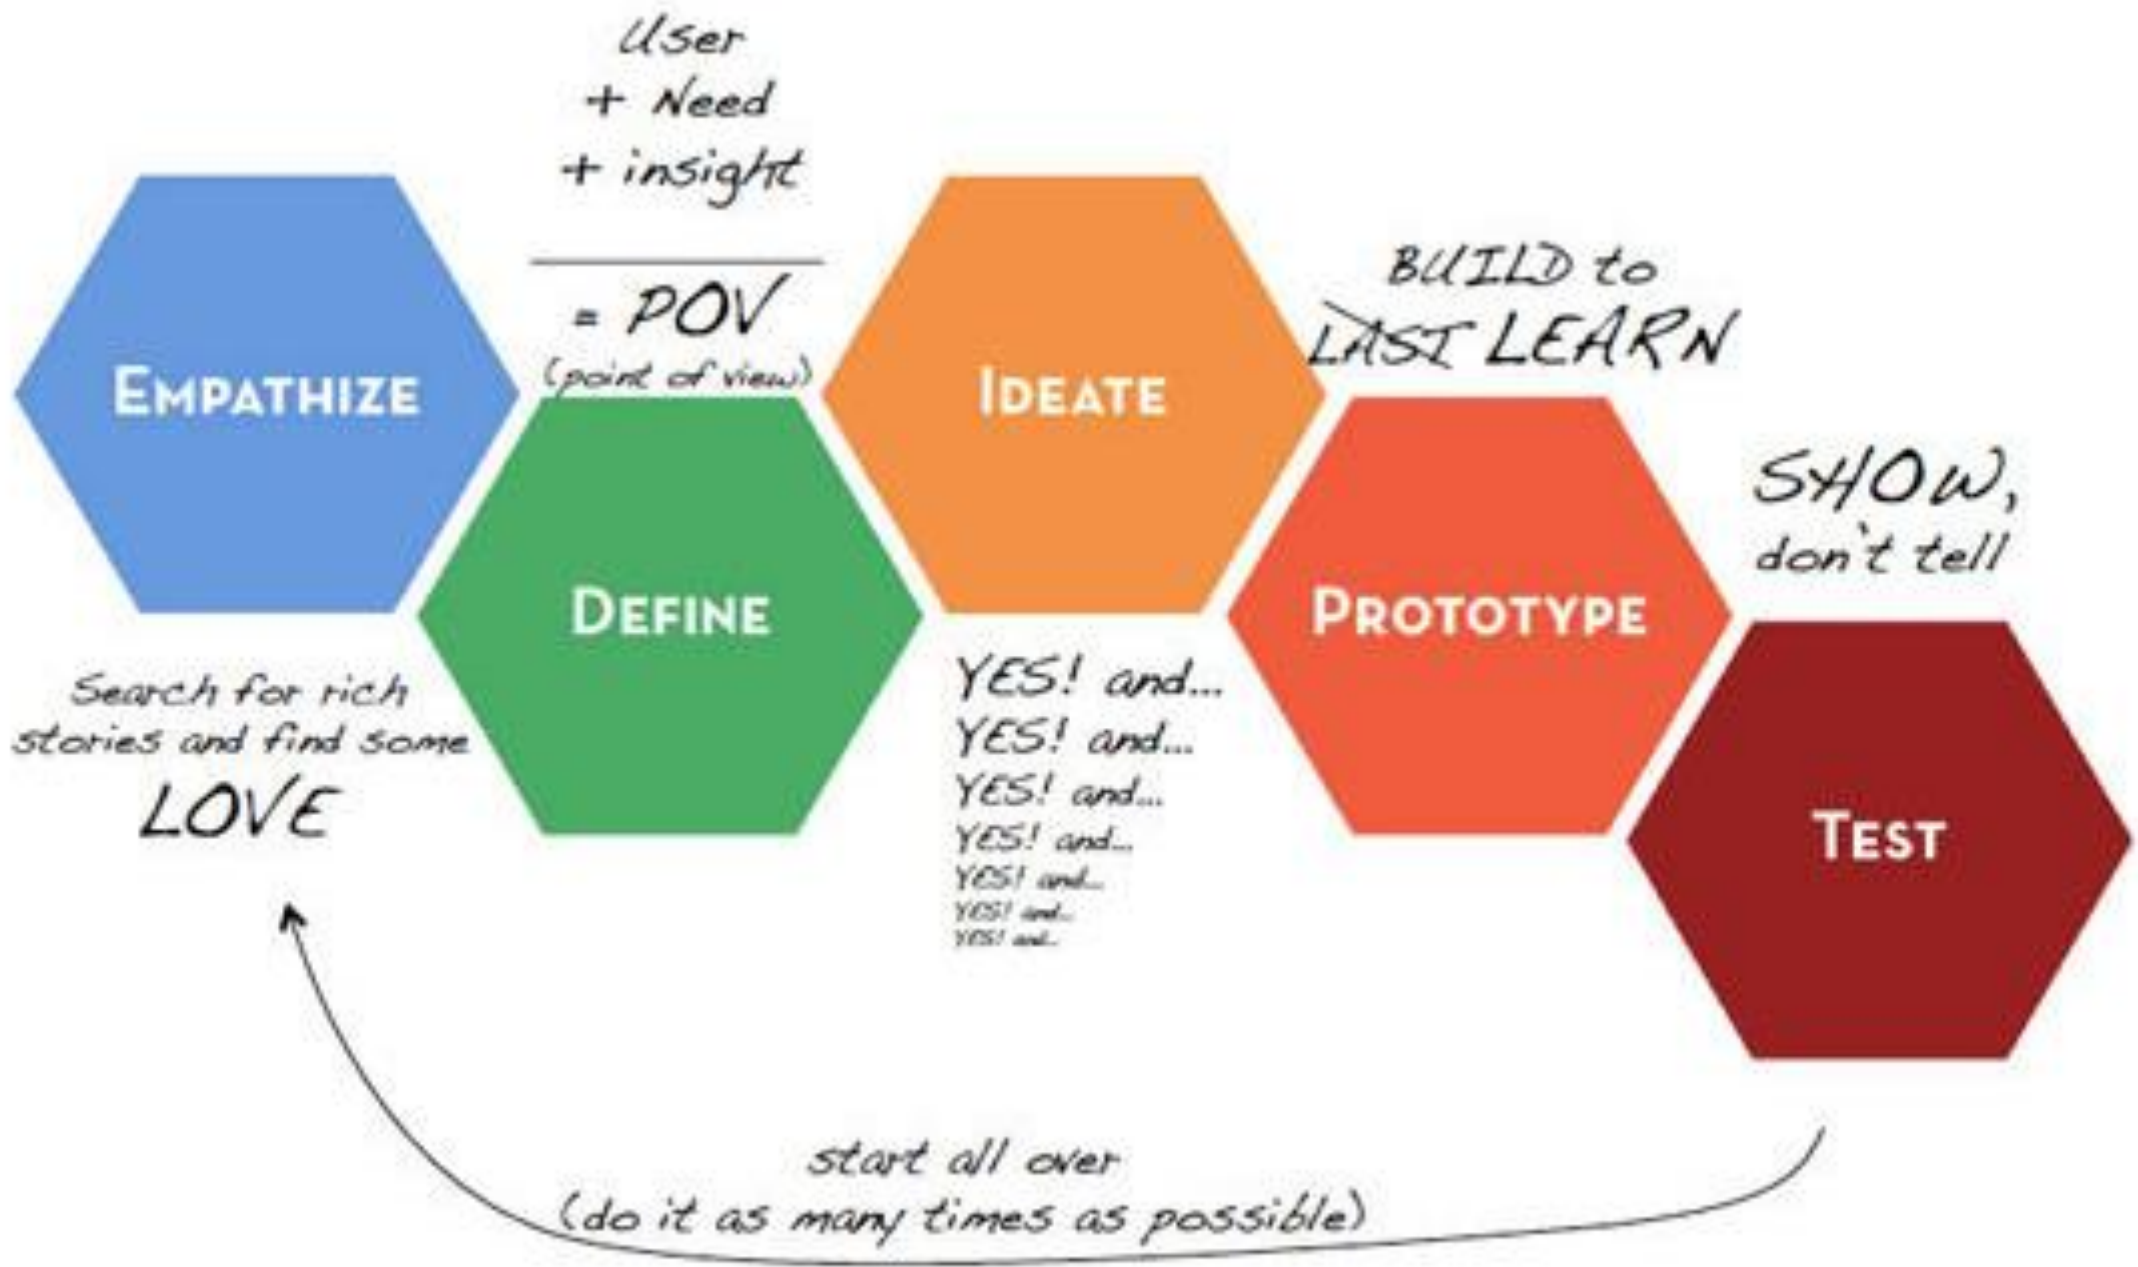 EMPATHIZE
Search for rich
stories and find some
LOVE
User
+ Need
+ insight
= POV
(point of view)
DEFINE
IDEATE
YES! and...
YES! and...
YES! and...
YES! and...
YES! and...
YES! and...
YES! and...
BUILD to
LAST LEARN
PROTOTYPE
SHOW,
don't tell
TEST
start all over
(do it as many times as possible)